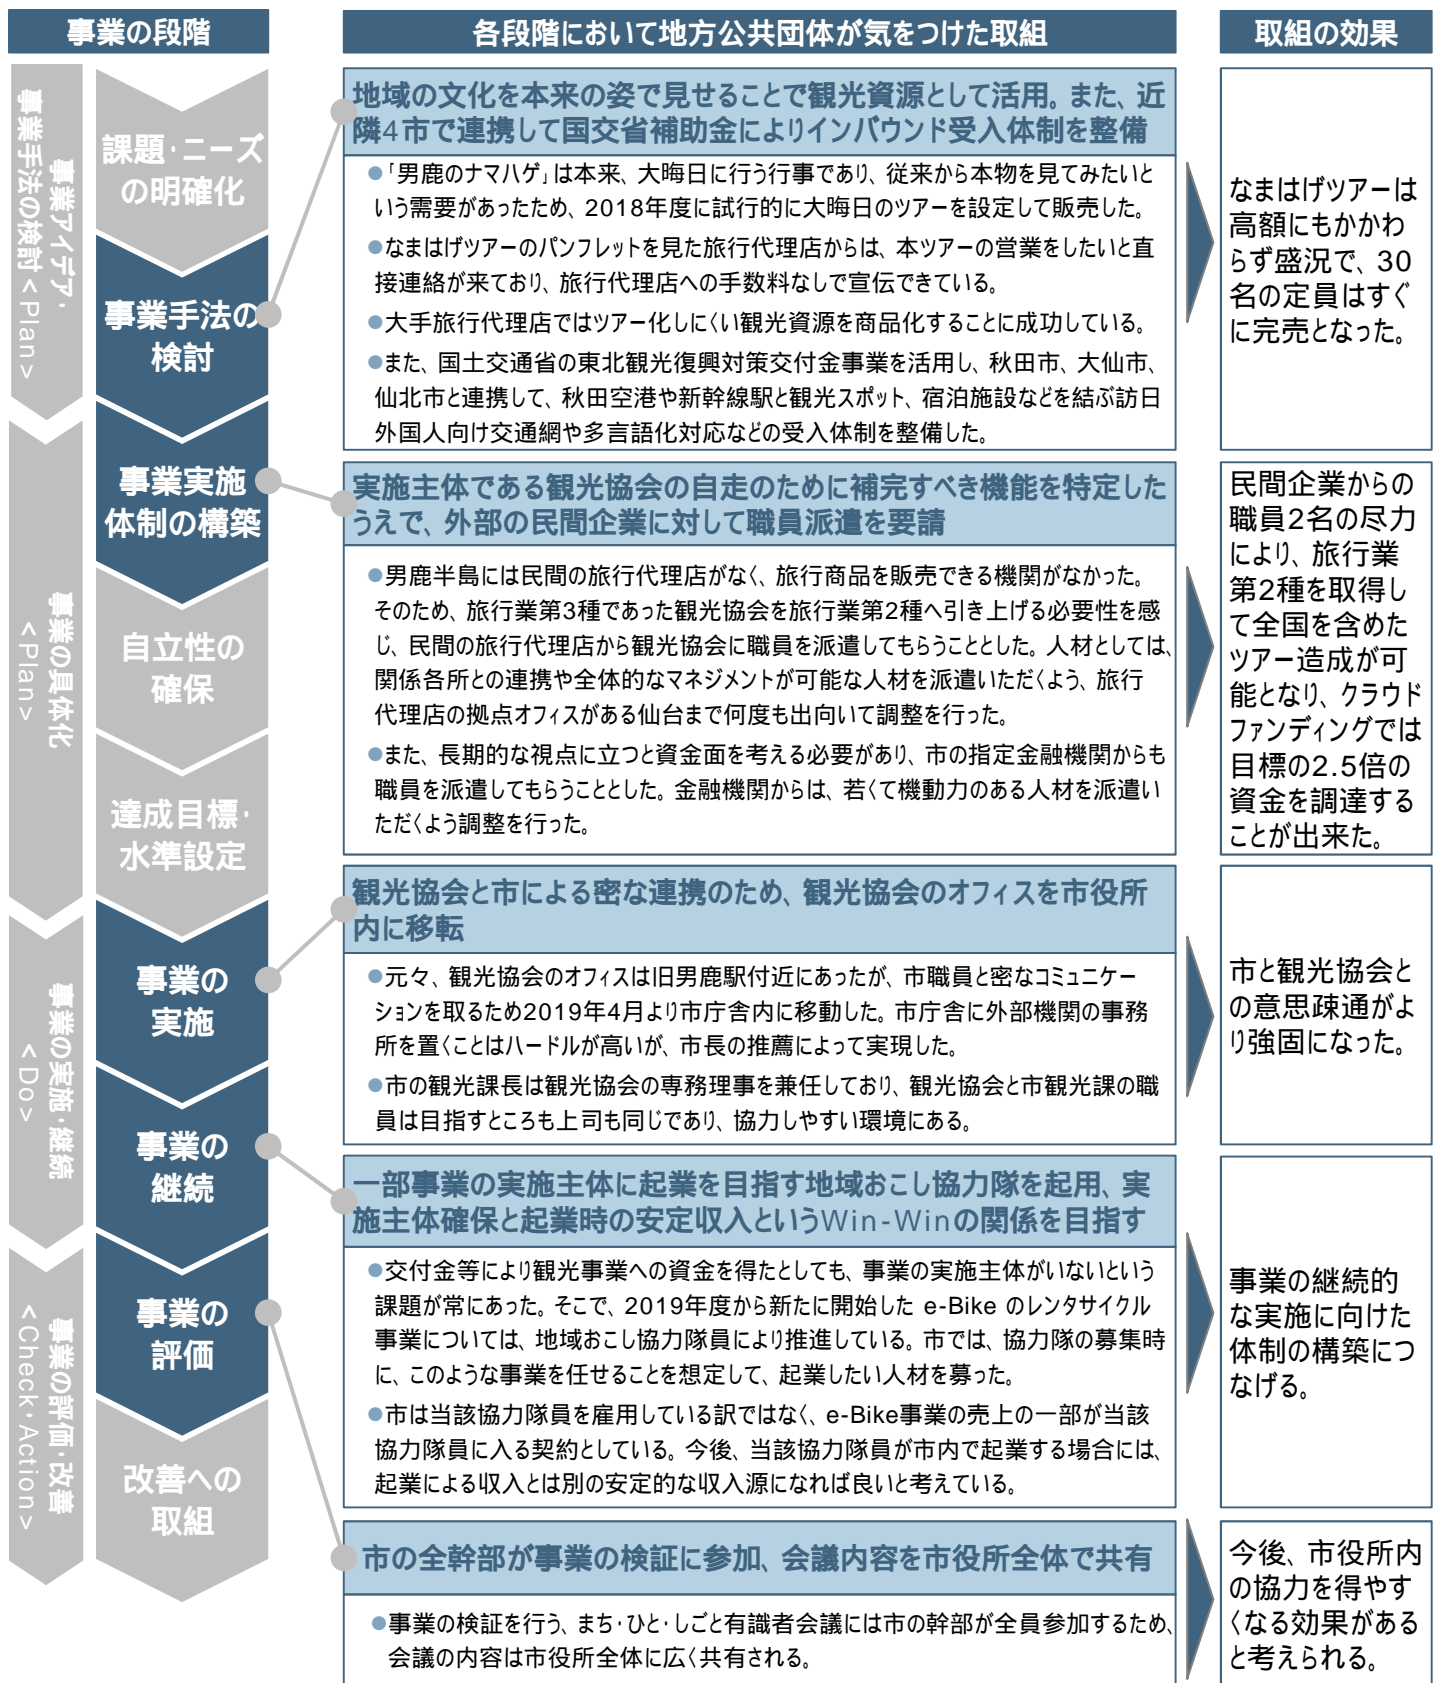 事業の段階
各段階において地方公共団体が気をつけた取組
取組の効果
事業アイデア・
事業手法の検討<Plan>
事業の具体化
<Plan>
事業の実施・継続
<Do>
事業の評価・改善
<Check・Action>
課題・ニーズ
の明確化
事業手法の
検討
事業実施
体制の構築
自立性の
確保
達成目標・
水準設定
事業の
実施
事業の
継続
事業の
評価
改善への
取組
地域の文化を本来の姿で見せることで観光資源として活用。また、近
隣4市で連携して国交省補助金によりインバウンド受入体制を整備
●「男鹿のナマハゲ」は本来、大晦日に行う行事であり、従来から本物を見てみたいと
いう需要があったため、2018年度に試行的に大晦日のツアーを設定して販売した。
●なまはげツアーのパンフレットを見た旅行代理店からは、本ツアーの営業をしたいと直
接連絡が来ており、旅行代理店への手数料なしで宣伝できている。
●大手旅行代理店ではツアー化しにくい観光資源を商品化することに成功している。
●また、国土交通省の東北観光復興対策交付金事業を活用し、秋田市、大仙市、
仙北市と連携して、秋田空港や新幹線駅と観光スポット、宿泊施設などを結ぶ訪日
外国人向け交通網や多言語化対応などの受入体制を整備した。
なまはげツアーは
高額にもかかわ
らず盛況で、30
名の定員はすぐ
に完売となった。
実施主体である観光協会の自走のために補完すべき機能を特定した
うえで、外部の民間企業に対して職員派遣を要請
●男鹿半島には民間の旅行代理店がなく、旅行商品を販売できる機関がなかった。
そのため、旅行業第3種であった観光協会を旅行業第2種へ引き上げる必要性を感
じ、民間の旅行代理店から観光協会に職員を派遣してもらうこととした。人材としては、
関係各所との連携や全体的なマネジメントが可能な人材を派遣いただくよう、旅行
代理店の拠点オフィスがある仙台まで何度も出向いて調整を行った。
●また、長期的な視点に立つと資金面を考える必要があり、市の指定金融機関からも
職員を派遣してもらうこととした。金融機関からは、若くて機動力のある人材を派遣い
ただくよう調整を行った。
民間企業からの
職員2名の尽力
により、旅行業
第2種を取得し
て全国を含めた
ツアー造成が可
能となり、クラウド
ファンディングでは
目標の2.5倍の
資金を調達する
ことが出来た。
観光協会と市による密な連携のため、観光協会のオフィスを市役所
内に移転
●元々、観光協会のオフィスは旧男鹿駅付近にあったが、市職員と密なコミュニケー
ションを取るため2019年4月より市庁舎内に移動した。市庁舎に外部機関の事務
所を置くことはハードルが高いが、市長の推薦によって実現した。
●市の観光課長は観光協会の専務理事を兼任しており、観光協会と市観光課の職
員は目指すところも上司も同じであり、協力しやすい環境にある。
市と観光協会と
の意思疎通がよ
り強固になった。
一部事業の実施主体に起業を目指す地域おこし協力隊を起用、実
施主体確保と起業時の安定収入というWin-Winの関係を目指す
●交付金等により観光事業への資金を得たとしても、事業の実施主体がいないという
課題が常にあった。そこで、2019年度から新たに開始した e-Bike のレンタサイクル
事業については、地域おこし協力隊員により推進している。市では、協力隊の募集時
に、このような事業を任せることを想定して、起業したい人材を募った。
●市は当該協力隊員を雇用している訳ではなく、e-Bike事業の売上の一部が当該
協力隊員に入る契約としている。今後、当該協力隊員が市内で起業する場合には、
起業による収入とは別の安定的な収入源になれば良いと考えている。
事業の継続的
な実施に向けた
体制の構築につ
なげる。
市の全幹部が事業の検証に参加、会議内容を市役所全体で共有
●事業の検証を行う、まち・ひと・しごと有識者会議には市の幹部が全員参加するため、
会議の内容は市役所全体に広く共有される。
今後、市役所内
の協力を得やす
くなる効果がある
と考えられる。